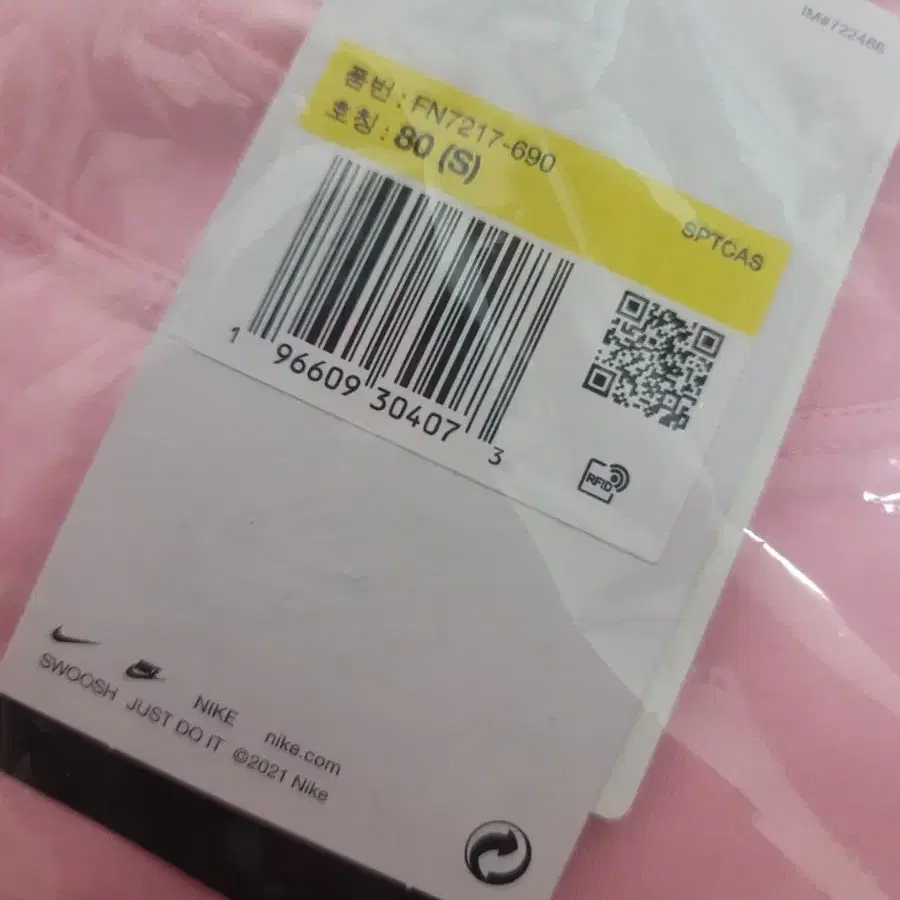 IM#722486
품번 : FN7217-690
호칭 : 80 (S)
SPTCAS
1 96609 30407 3
RFID
NIKE nike.com
SWOOSH JUST DO IT ©2021 Nike